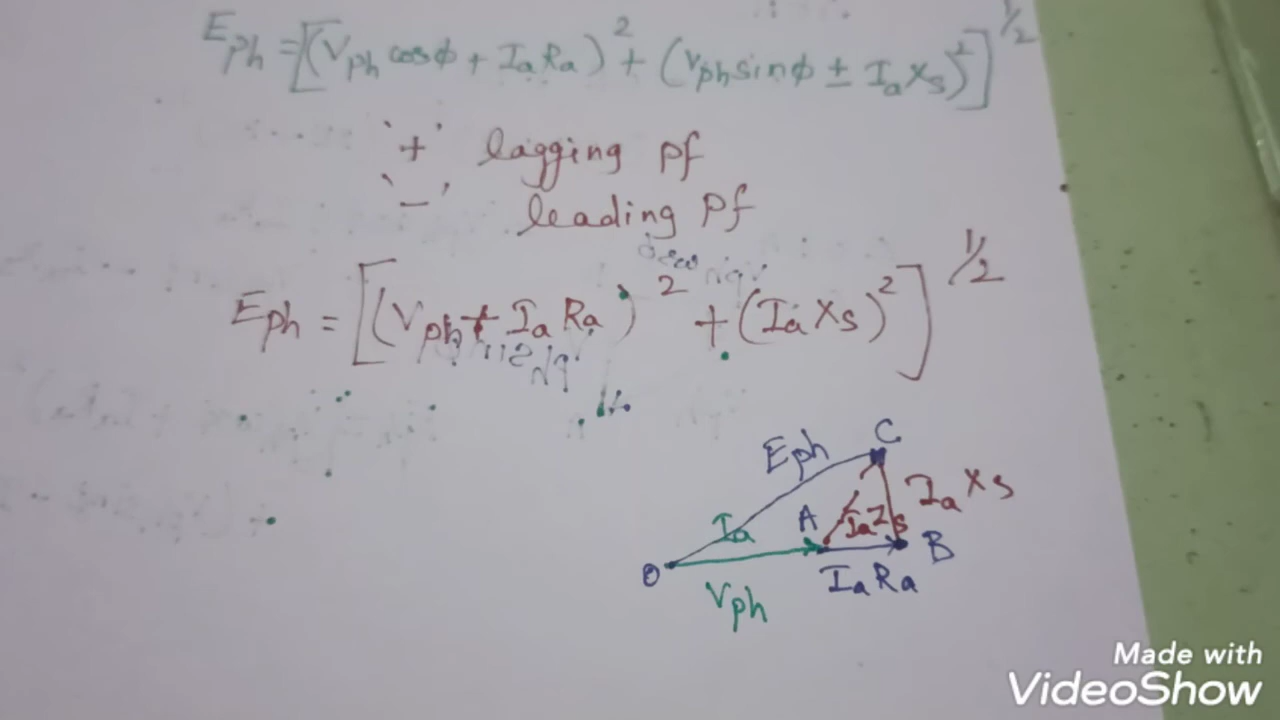 Eph = [(Vph cosϕ + IaRa)² + (Vph sinϕ ± IaXs)²]^1/2
'+' lagging pf
'-' leading pf
Eph = [(Vph + IaRa)² + (IaXs)²]^1/2
C
Eph
IaXs
Ia
A
IaZs
B
O
IaRa
Vph
Made with
VideoShow